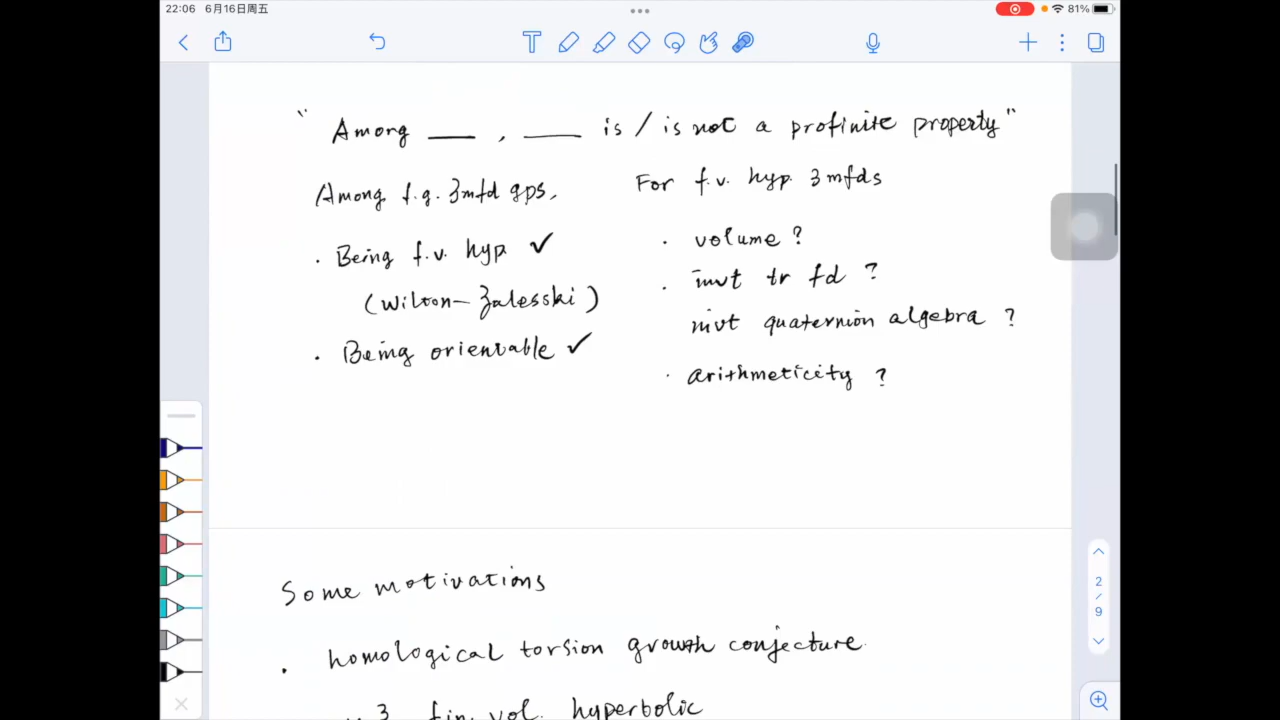 22:06 6月16日周五
81%
" Among ___ , ___ is / is not a profinite property"
Among f.g. 3mfd gps,
· Being f.v. hyp ✓
(Wilton–Zalesski)
· Being orientable ✓
For f.v. hyp 3mfds
· volume ?
· invt tr fd ?
invt quaternion algebra ?
· arithmeticity ?
2
/
9
Some motivations
· homological torsion growth conjecture
fin. vol. hyperbolic